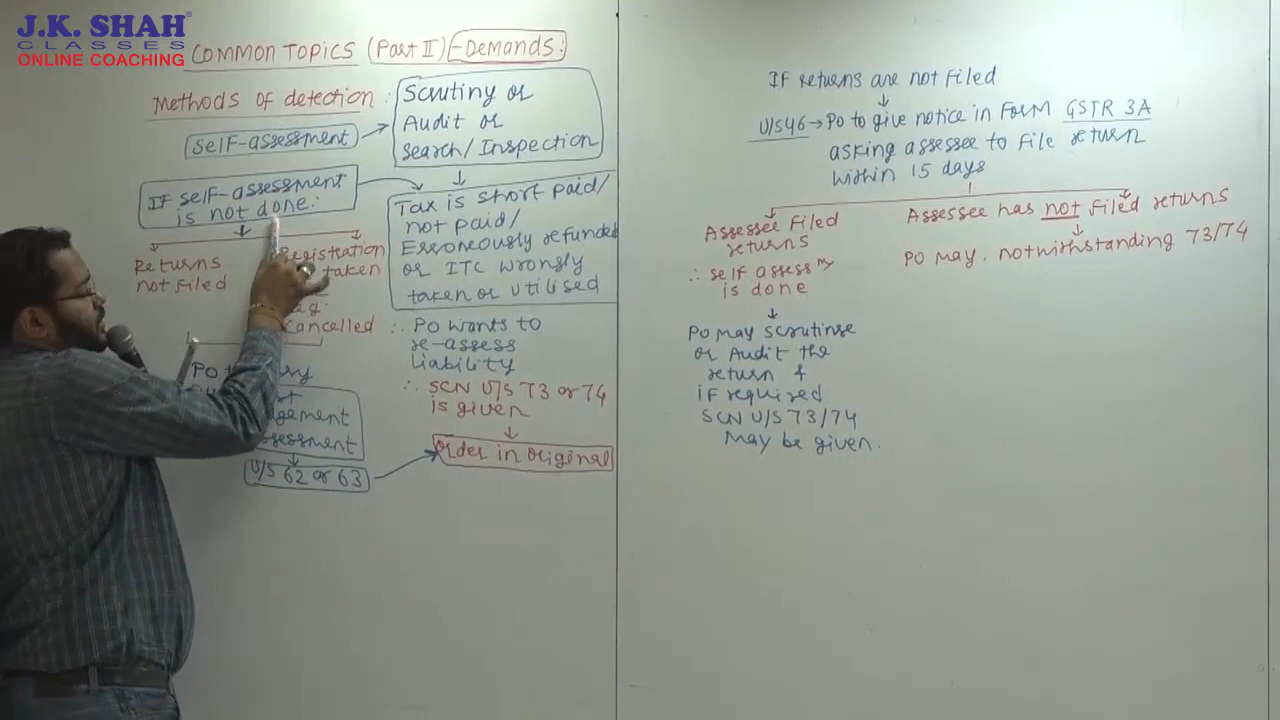 J.K. SHAH®
CLASSES
ONLINE COACHING
COMMON TOPICS (Part II) - Demands:
Methods of detection:
Self-assessment
Scrutiny or
Audit or
Search/Inspection
If self-assessment
is not done:
Returns
not filed
Registration
taken
Cancelled
U/S 62 or 63
Tax is short paid/
not paid/
Erroneously refunded
or ITC wrongly
taken or utilised
∴ PO wants to
re-assess
liability
∴ SCN U/S 73 or 74
is given
Order in Original
If returns are not filed
U/S 46 → PO to give notice in Form GSTR 3A
asking assessee to file return
within 15 days
Assessee filed
returns
∴ self assessm
is done
PO may scrutinse
or Audit the
return &
if required
SCN U/S 73/74
may be given.
Assessee has not filed returns
PO may, notwithstanding 73/74